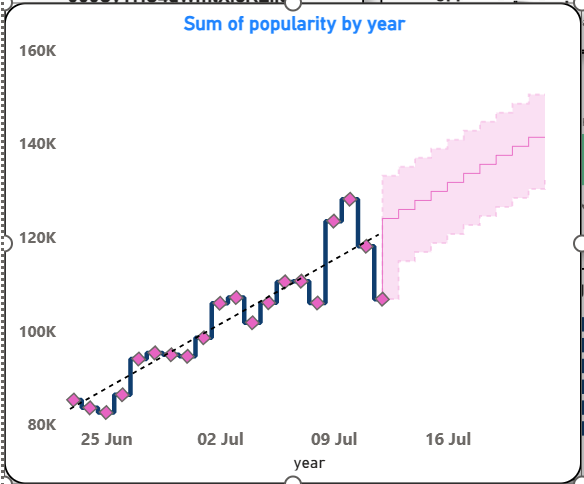 Sum of popularity by year
160K
140K
120K
100K
80K
25 Jun 02 Jul 09 Jul 16 Jul
year